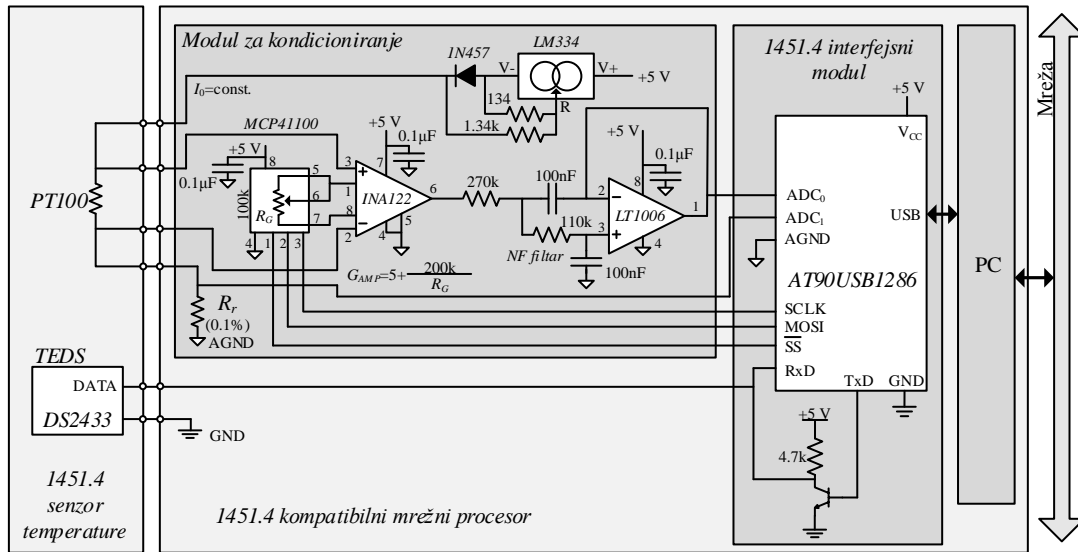 Modul za kondicioniranje
1N457
LM334
V-
V+
+5 V
R
134
1.34k
I0=const.
MCP41100
+5 V
0.1µF
8
5
6
7
100k
RG
4
1
2
3
+5 V
0.1µF
7
3
1
8
2
+
−
INA122
6
5
4
GAMP=5+ 200k
RG
270k
100nF
110k
NF filtar
100nF
+5 V
0.1µF
8
2
3
−
+
LT1006
1
4
PT100
Rr
(0.1%)
AGND
TEDS
DATA
DS2433
GND
1451.4
senzor
temperature
1451.4 kompatibilni mrežni procesor
1451.4 interfejsni
modul
+5 V
VCC
ADC0
ADC1
AGND
USB
AT90USB1286
SCLK
MOSI
SS
RxD
TxD
GND
+5 V
4.7k
PC
Mreža